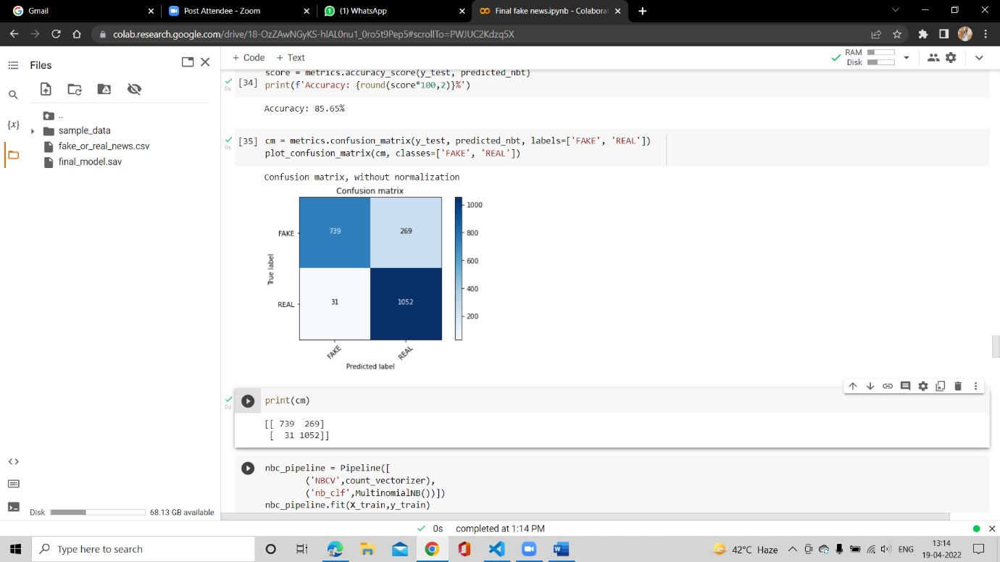 Gmail
Post Attendee - Zoom
(1) WhatsApp
Final fake news.ipynb - Colabora
colab.research.google.com/drive/18-OzZAwNGyKS-hlAL0nu1_0ro5t9Pep5#scrollTo=PWJUC2Kdzq5X
Files
+ Code + Text
RAM
Disk
..
sample_data
fake_or_real_news.csv
final_model.sav
{x}
score = metrics.accuracy_score(y_test, predicted_nbt)
[34] print(f'Accuracy: {round(score*100,2)}%')
0s
Accuracy: 85.65%
[35] cm = metrics.confusion_matrix(y_test, predicted_nbt, labels=['FAKE', 'REAL'])
0s
plot_confusion_matrix(cm, classes=['FAKE', 'REAL'])
Confusion matrix, without normalization
Confusion matrix
FAKE 739 269
REAL 31 1052
True label
FAKE REAL
Predicted label
1000
800
600
400
200
print(cm)
0s
[[ 739 269]
[ 31 1052]]
nbc_pipeline = Pipeline([
('NBCV',count_vectorizer),
('nb_clf',MultinomialNB())])
nbc_pipeline.fit(X_train,y_train)
Disk 68.13 GB available
0s completed at 1:14 PM
Type here to search
42°C Haze
ENG
13:14
19-04-2022